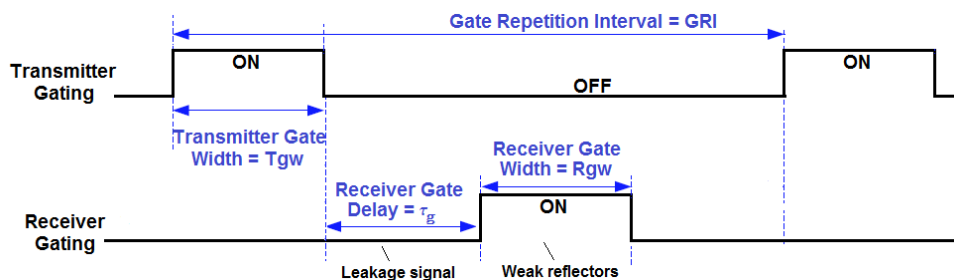 Gate Repetition Interval = GRI
Transmitter
Gating
ON
OFF
ON
Transmitter Gate
Width = Tgw
Receiver Gate
Width = Rgw
Receiver Gate
Delay = τg
Receiver
Gating
ON
Leakage signal
Weak reflectors